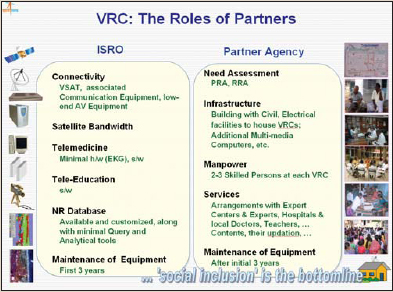 VRC: The Roles of Partners
ISRO
Connectivity
VSAT, associated
Communication Equipment, low-
end AV Equipment
Satellite Bandwidth
Telemedicine
Minimal h/w (EKG), s/w
Tele-Education
s/w
NR Database
Available and customized, along
with minimal Query and
Analytical tools
Maintenance of Equipment
First 3 years
Partner Agency
Need Assessment
PRA, RRA
Infrastructure
Building with Civil, Electrical
facilities to house VRCs;
Additional Multi-media
Computers, etc.
Manpower
2-3 Skilled Persons at each VRC
Services
Arrangements with Expert
Centers & Experts, Hospitals &
local Doctors, Teachers, ...
Contents, their updation, ...
Maintenance of Equipment
After initial 3 years
... 'social inclusion' is the bottomline